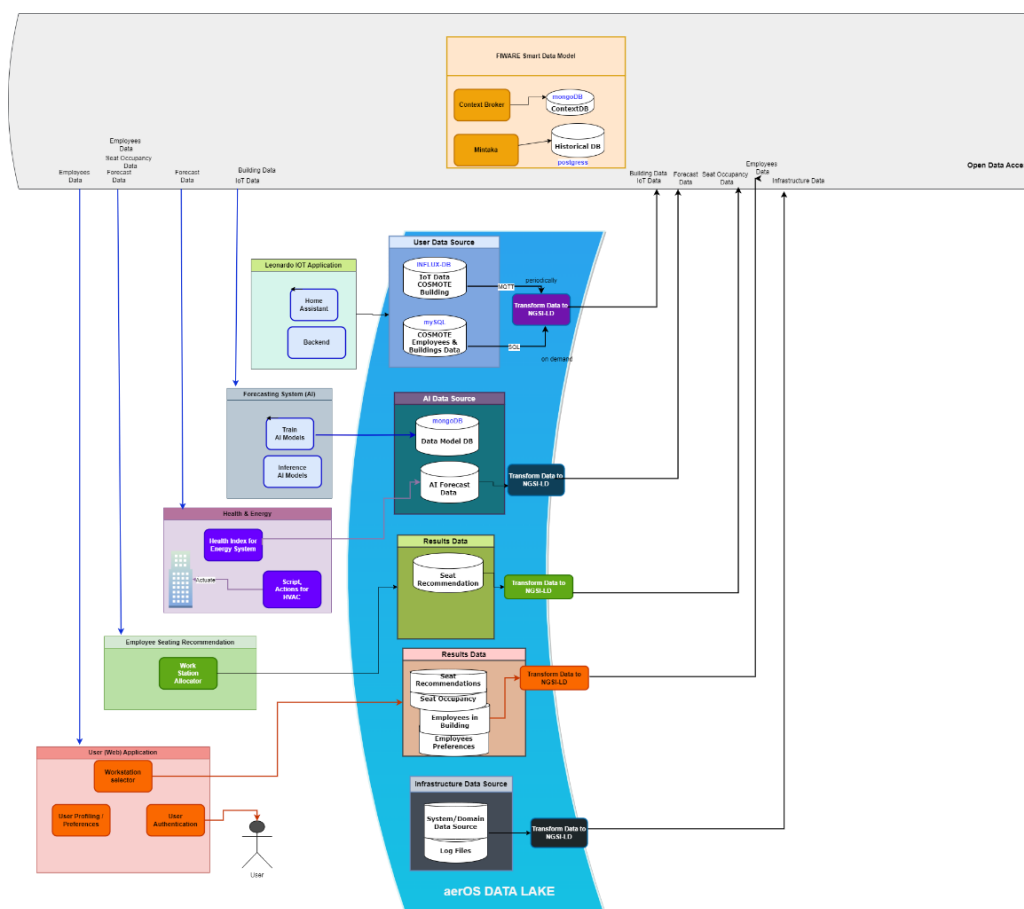 FIWARE Smart Data Model
Context Broker
mongoDB
ContextDB
Mintaka
Historical DB
postgress
Open Data Acce
Employees
Data
Employees
Data
Seat Occupancy
Data
Forecast
Data
Forecast
Data
Building Data
IoT Data
Building Data
IoT Data
Forecast
Data
Seat Occupancy
Data
Employees
Data
Infrastructure Data
User Data Source
INFLUX-DB
IoT Data
COSMOTE
Building
mySQL
COSMOTE
Employees &
Buildings Data
MQTT
periodically
SQL
on demand
Transform Data to
NGSI-LD
Leonardo IOT Application
Home
Assistant
Backend
Forecasting System (AI)
Train
AI Models
Inference
AI Models
AI Data Source
mongoDB
Data Model DB
AI Forecast
Data
Transform Data to
NGSI-LD
Health & Energy
Health Index for
Energy System
Actuate
Script,
Actions for
HVAC
Results Data
Seat
Recommendation
Transform Data to
NGSI-LD
Employee Seating Recommendation
Work
Station
Allocator
Results Data
Seat
Recommendations
Seat Occupancy
Employees in
Building
Employees
Preferences
Transform Data to
NGSI-LD
User (Web) Application
Workstation
selector
User Profiling /
Preferences
User
Authentication
User
Infrastructure Data Source
System/Domain
Data Source
Log Files
Transform Data to
NGSI-LD
aerOS DATA LAKE